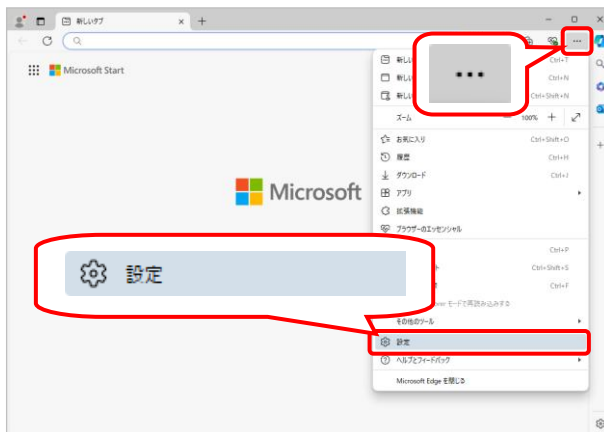 新しいタブ
Microsoft Start
Microsoft
新し
Ctrl+T
新し
Ctrl+N
新し
Ctrl+Shift+N
ズーム
100%
お気に入り
Ctrl+Shift+O
履歴
Ctrl+H
ダウンロード
Ctrl+J
アプリ
拡張機能
ブラウザーのエッセンシャル
Ctrl+P
Ctrl+Shift+S
Ctrl+F
モードで再読み込みする
その他のツール
設定
設定
ヘルプとフィードバック
Microsoft Edge を閉じる